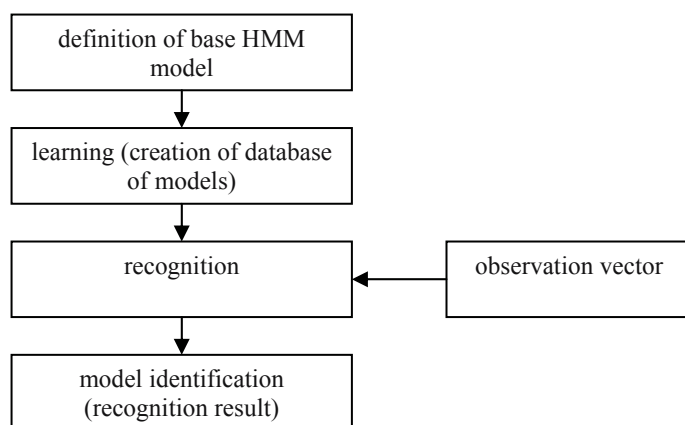 definition of base HMM
model
learning (creation of database
of models)
recognition
observation vector
model identification
(recognition result)